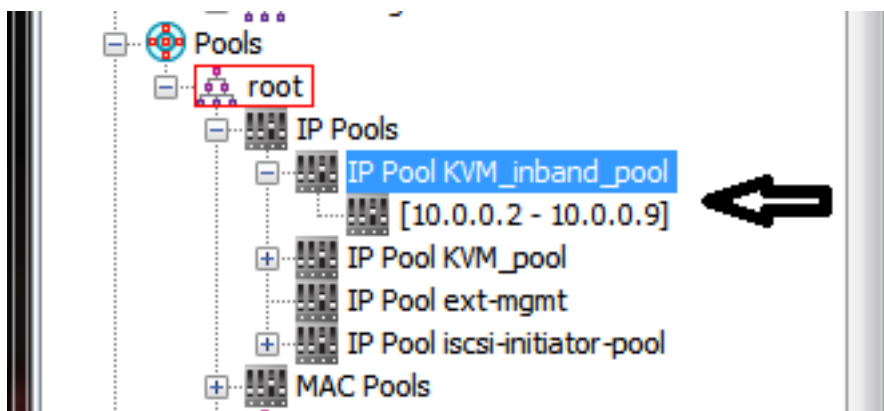 Pools
root
IP Pools
IP Pool KVM_inband_pool
[10.0.0.2 - 10.0.0.9]
IP Pool KVM_pool
IP Pool ext-mgmt
IP Pool iscsi-initiator-pool
MAC Pools